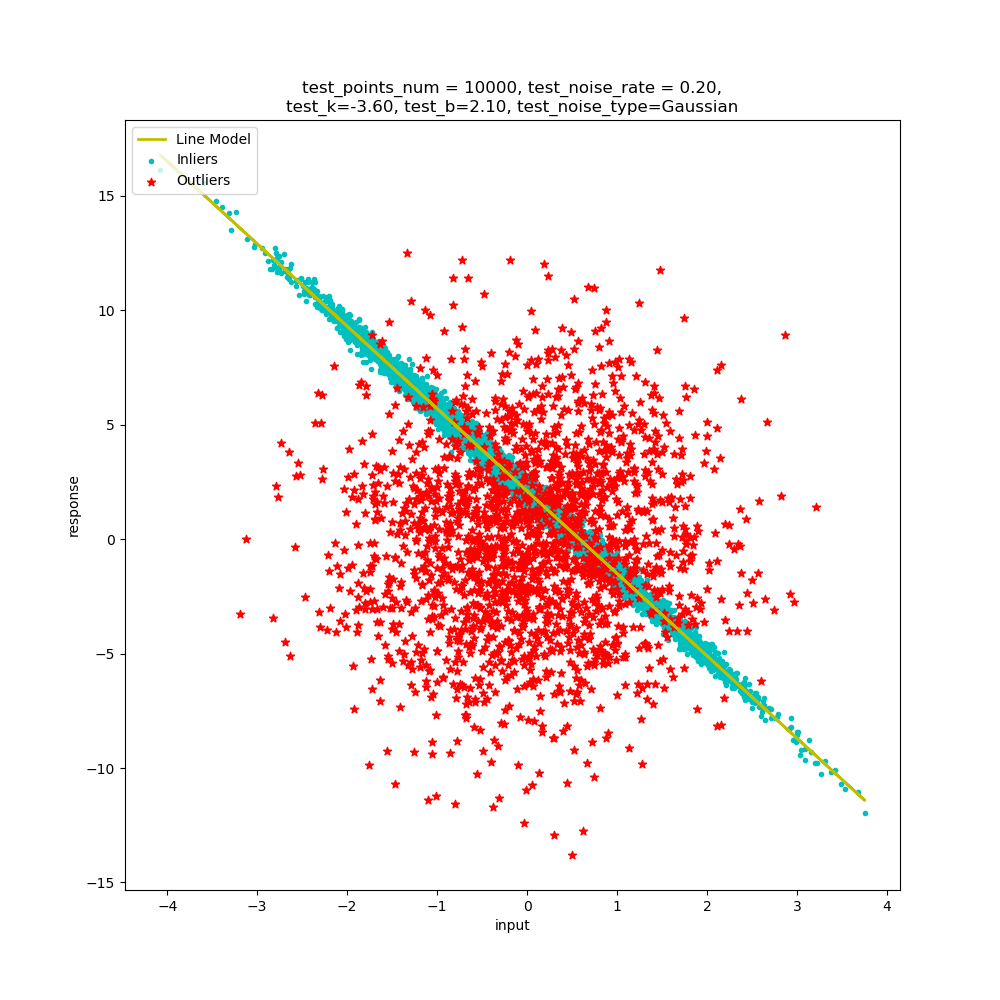 test_points_num = 10000, test_noise_rate = 0.20,
test_k=-3.60, test_b=2.10, test_noise_type=Gaussian
Line Model
Inliers
Outliers
15
10
5
0
−5
−10
−15
response
−4 −3 −2 −1 0 1 2 3 4
input